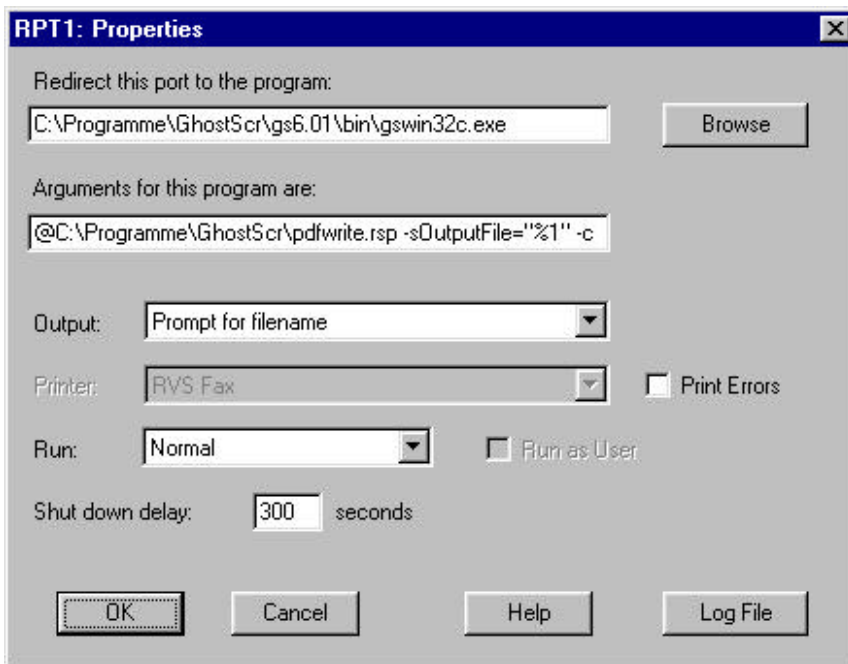 RPT1: Properties
Redirect this port to the program:
C:\Programme\GhostScr\gs6.01\bin\gswin32c.exe
Browse
Arguments for this program are:
@C:\Programme\GhostScr\pdfwrite.rsp -sOutputFile="%1" -c
Output: Prompt for filename
Printer: RVS Fax Print Errors
Run: Normal Run as User
Shut down delay: 300 seconds
OK Cancel Help Log File